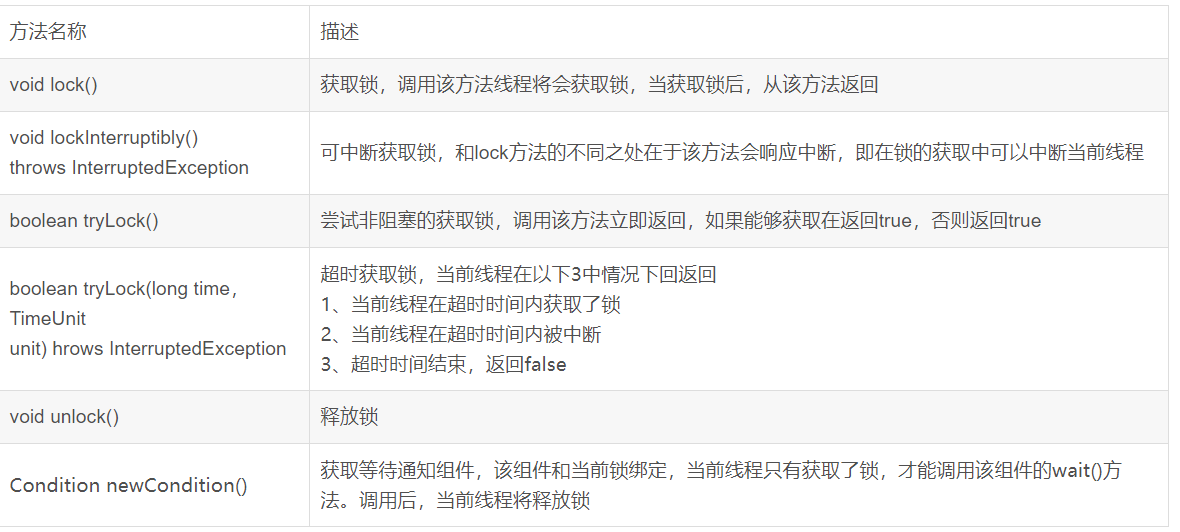 方法名称
描述
void lock()
获取锁，调用该方法线程将会获取锁，当获取锁后，从该方法返回
void lockInterruptibly()
throws InterruptedException
可中断获取锁，和lock方法的不同之处在于该方法会响应中断，即在锁的获取中可以中断当前线程
boolean tryLock()
尝试非阻塞的获取锁，调用该方法立即返回，如果能够获取在返回true，否则返回true
boolean tryLock(long time，
TimeUnit
unit) hrows InterruptedException
超时获取锁，当前线程在以下3中情况下回返回
1、当前线程在超时时间内获取了锁
2、当前线程在超时时间内被中断
3、超时时间结束，返回false
void unlock()
释放锁
Condition newCondition()
获取等待通知组件，该组件和当前锁绑定，当前线程只有获取了锁，才能调用该组件的wait()方
法。调用后，当前线程将释放锁